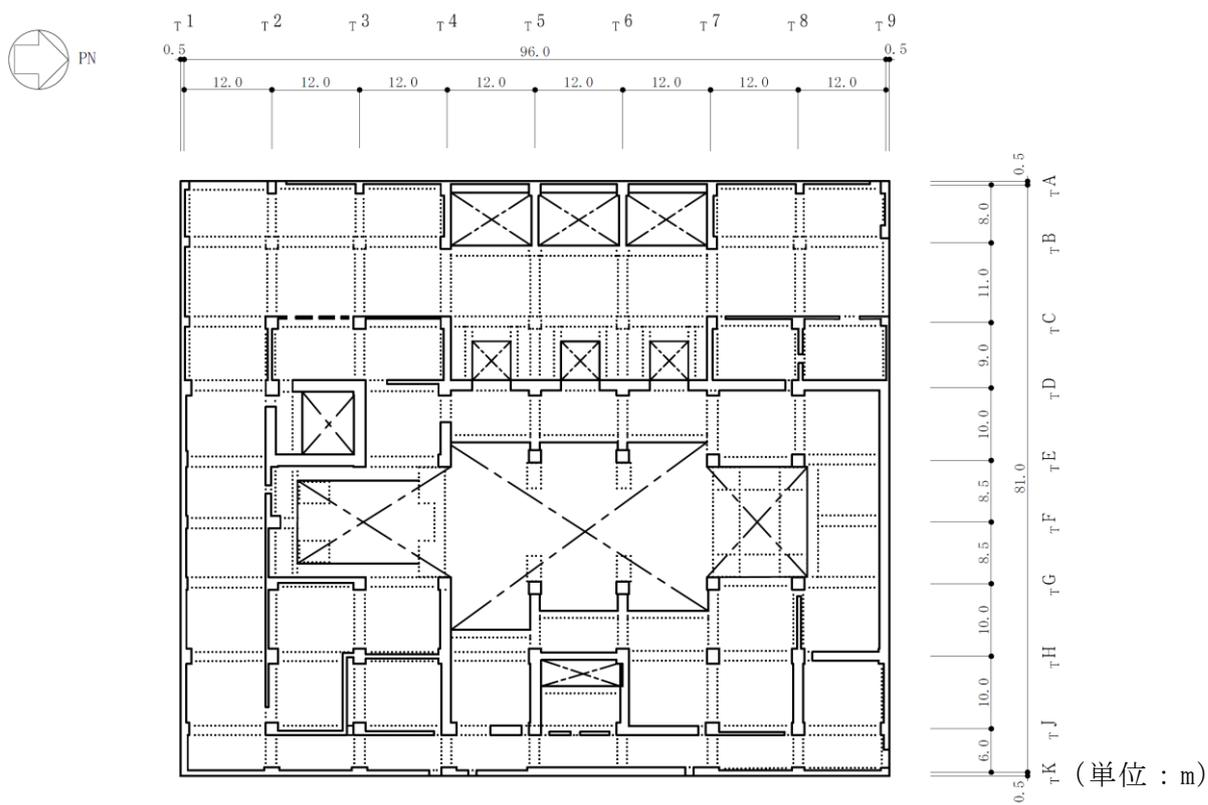 T1 T2 T3 T4 T5 T6 T7 T8 T9
PN
0.5 96.0 0.5
12.0 12.0 12.0 12.0 12.0 12.0 12.0 12.0
0.5
TA
8.0
TB
11.0
TC
9.0
TD
10.0
TE
8.5
81.0
TF
8.5
TG
10.0
TH
10.0
TJ
6.0
TK
0.5
(単位:m)